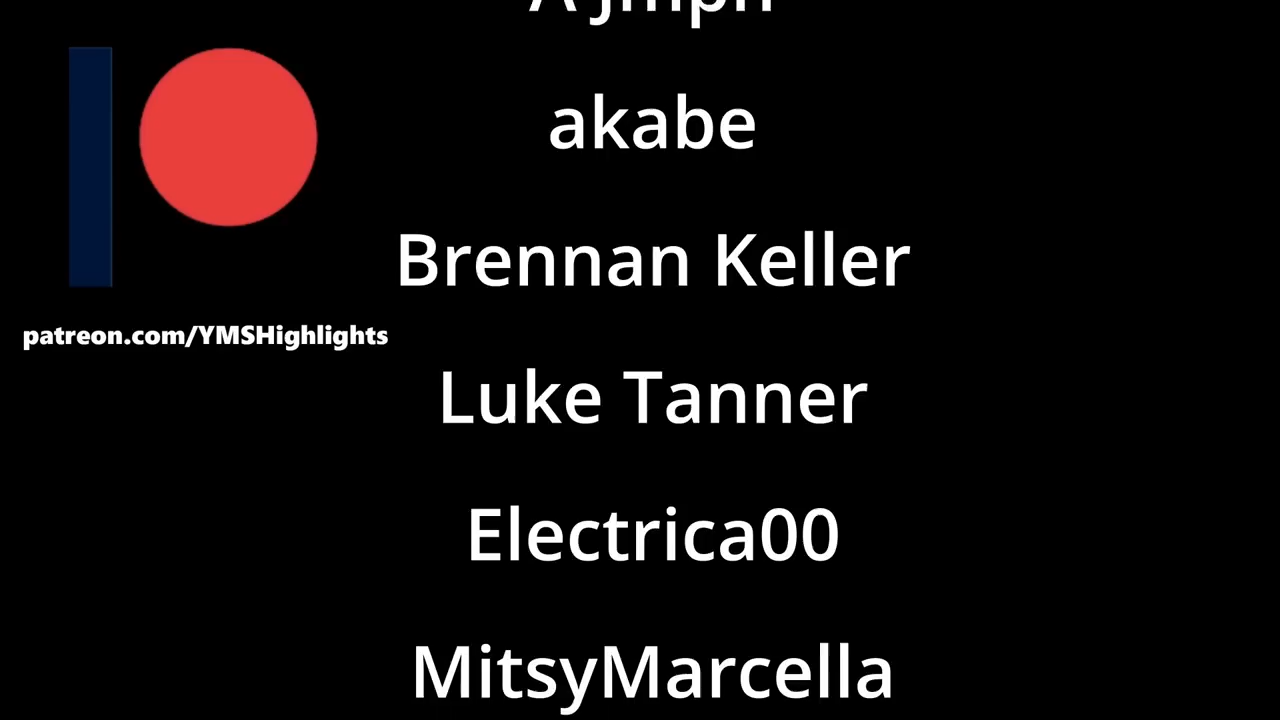 akabe
Brennan Keller
patreon.com/YMSHighlights
Luke Tanner
Electrica00
MitsyMarcella